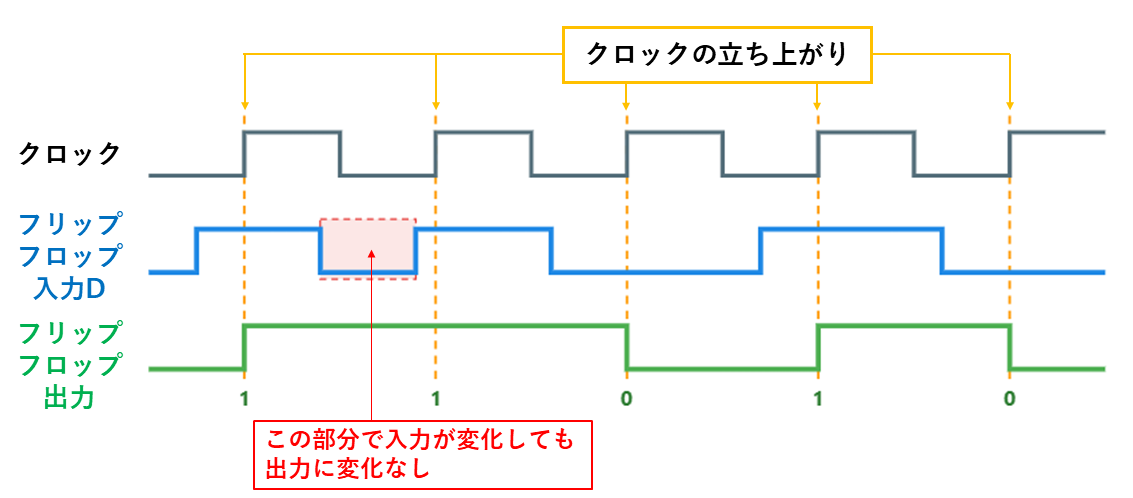 クロックの立ち上がり
クロック
フリップ
フロップ
入力D
フリップ
フロップ
出力
1
1
0
1
0
この部分で入力が変化しても
出力に変化なし